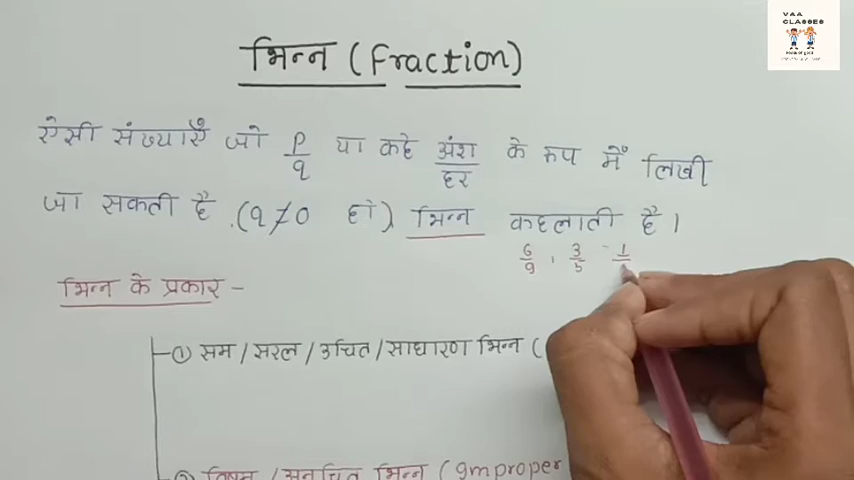 VAA
CLASSES
भिन्न (Fraction)
ऐसी संख्याएँ जो p/q या कहे अंश/हर के रूप में लिखी
जा सकती है (q≠0 हो) भिन्न कहलाती है।
6/9 , 3/5 1/
भिन्न के प्रकार -
① सम/सरल/उचित/साधारण भिन्न (
② विषम/अनुचित भिन्न (Improper